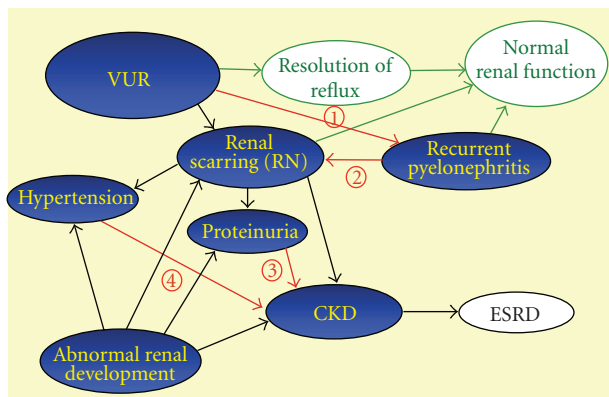 Normal
renal function
VUR
Resolution of
reflux
①
Renal
scarring (RN)
Recurrent
pyelonephritis
②
Hypertension
Proteinuria
③
④
CKD
ESRD
Abnormal renal
development